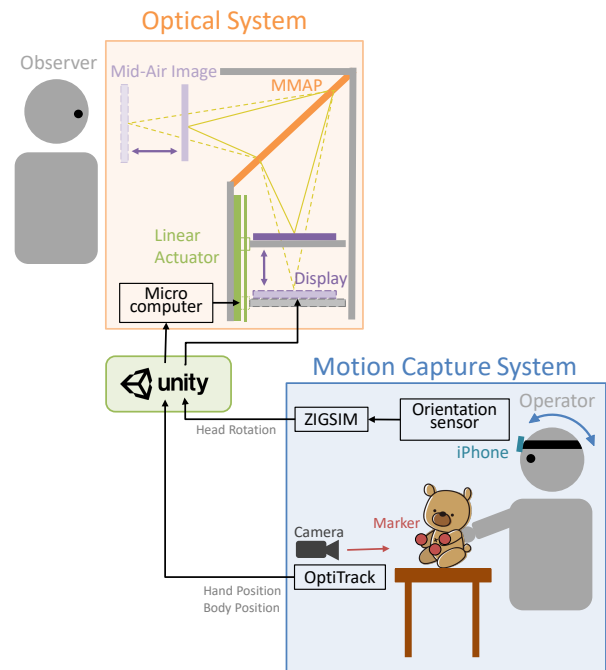 Optical System
Observer
Mid-Air Image
MMAP
Linear
Actuator
Display
Micro
computer
unity
Motion Capture System
Operator
Orientation
sensor
ZIGSIM
Head Rotation
iPhone
Marker
Camera
OptiTrack
Hand Position
Body Position